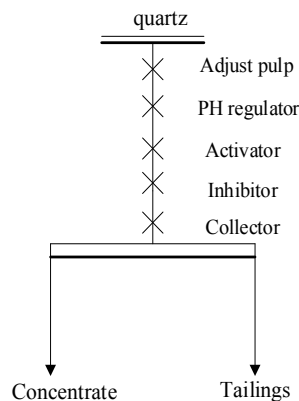 quartz
Adjust pulp
PH regulator
Activator
Inhibitor
Collector
Concentrate
Tailings